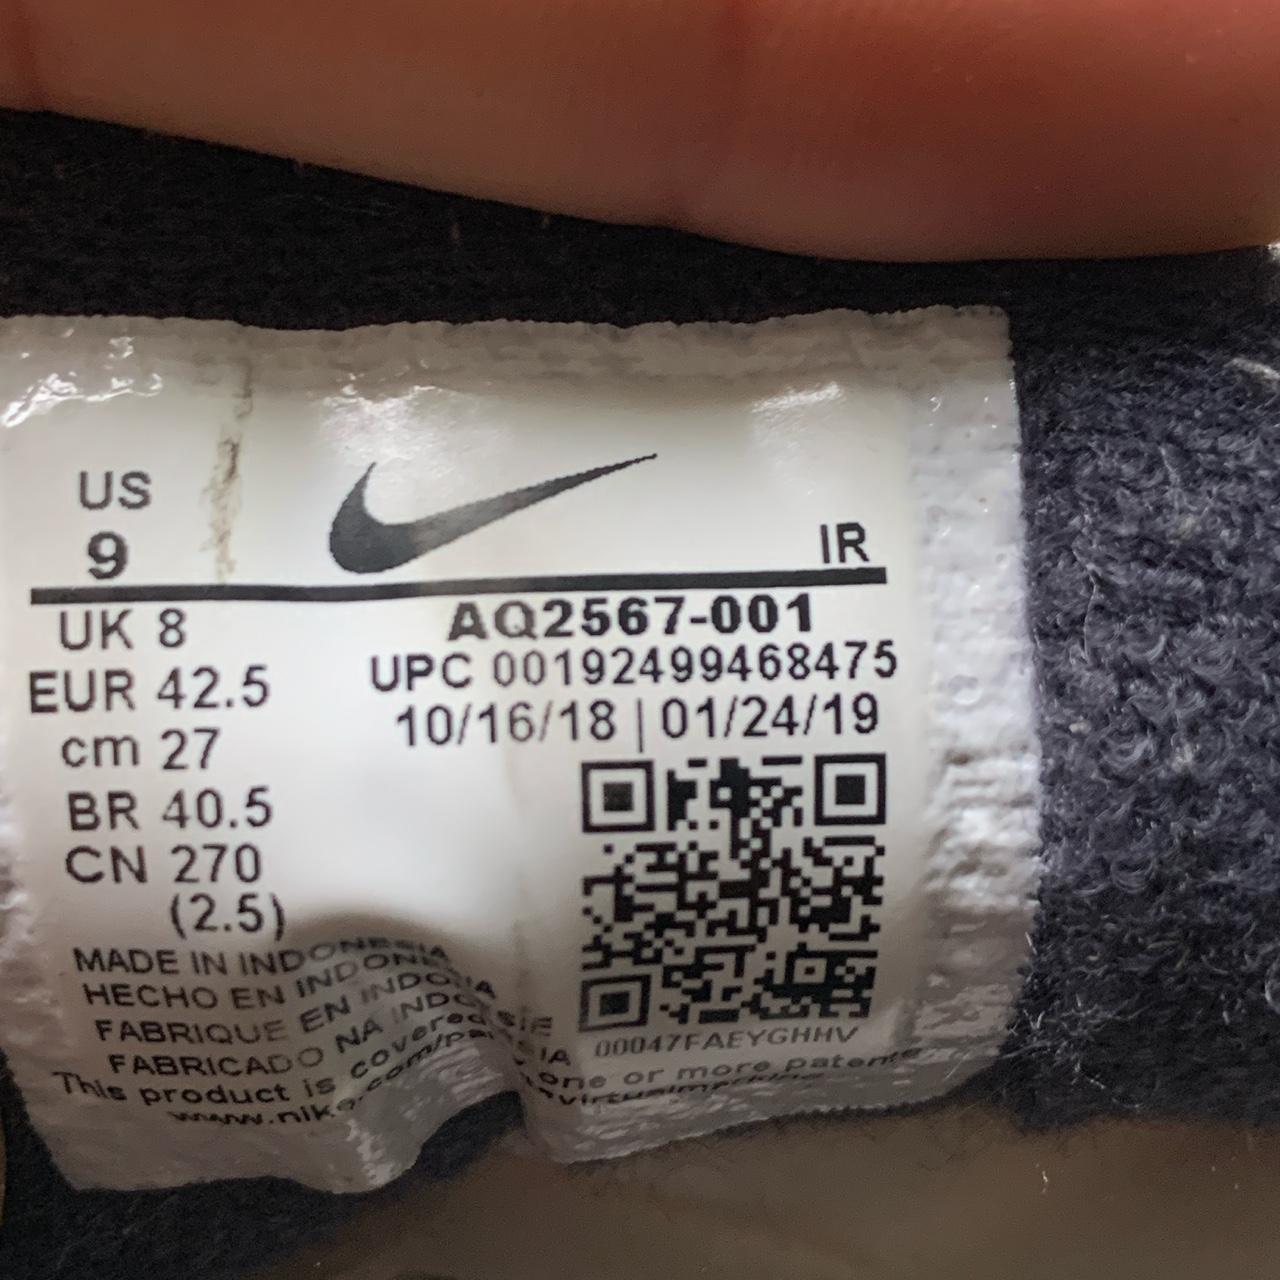 US
9
IR
UK 8
EUR 42.5
cm 27
BR 40.5
CN 270
(2.5)
AQ2567-001
UPC 00192499468475
10/16/18 | 01/24/19
00047FAEYGHHV
MADE IN INDONESIA
HECHO EN INDONESIA
FABRIQUE EN INDONESIE
FABRICADO NA INDONESIA
This product is covered one or more patents
www.nike.com/pa virtualmarking